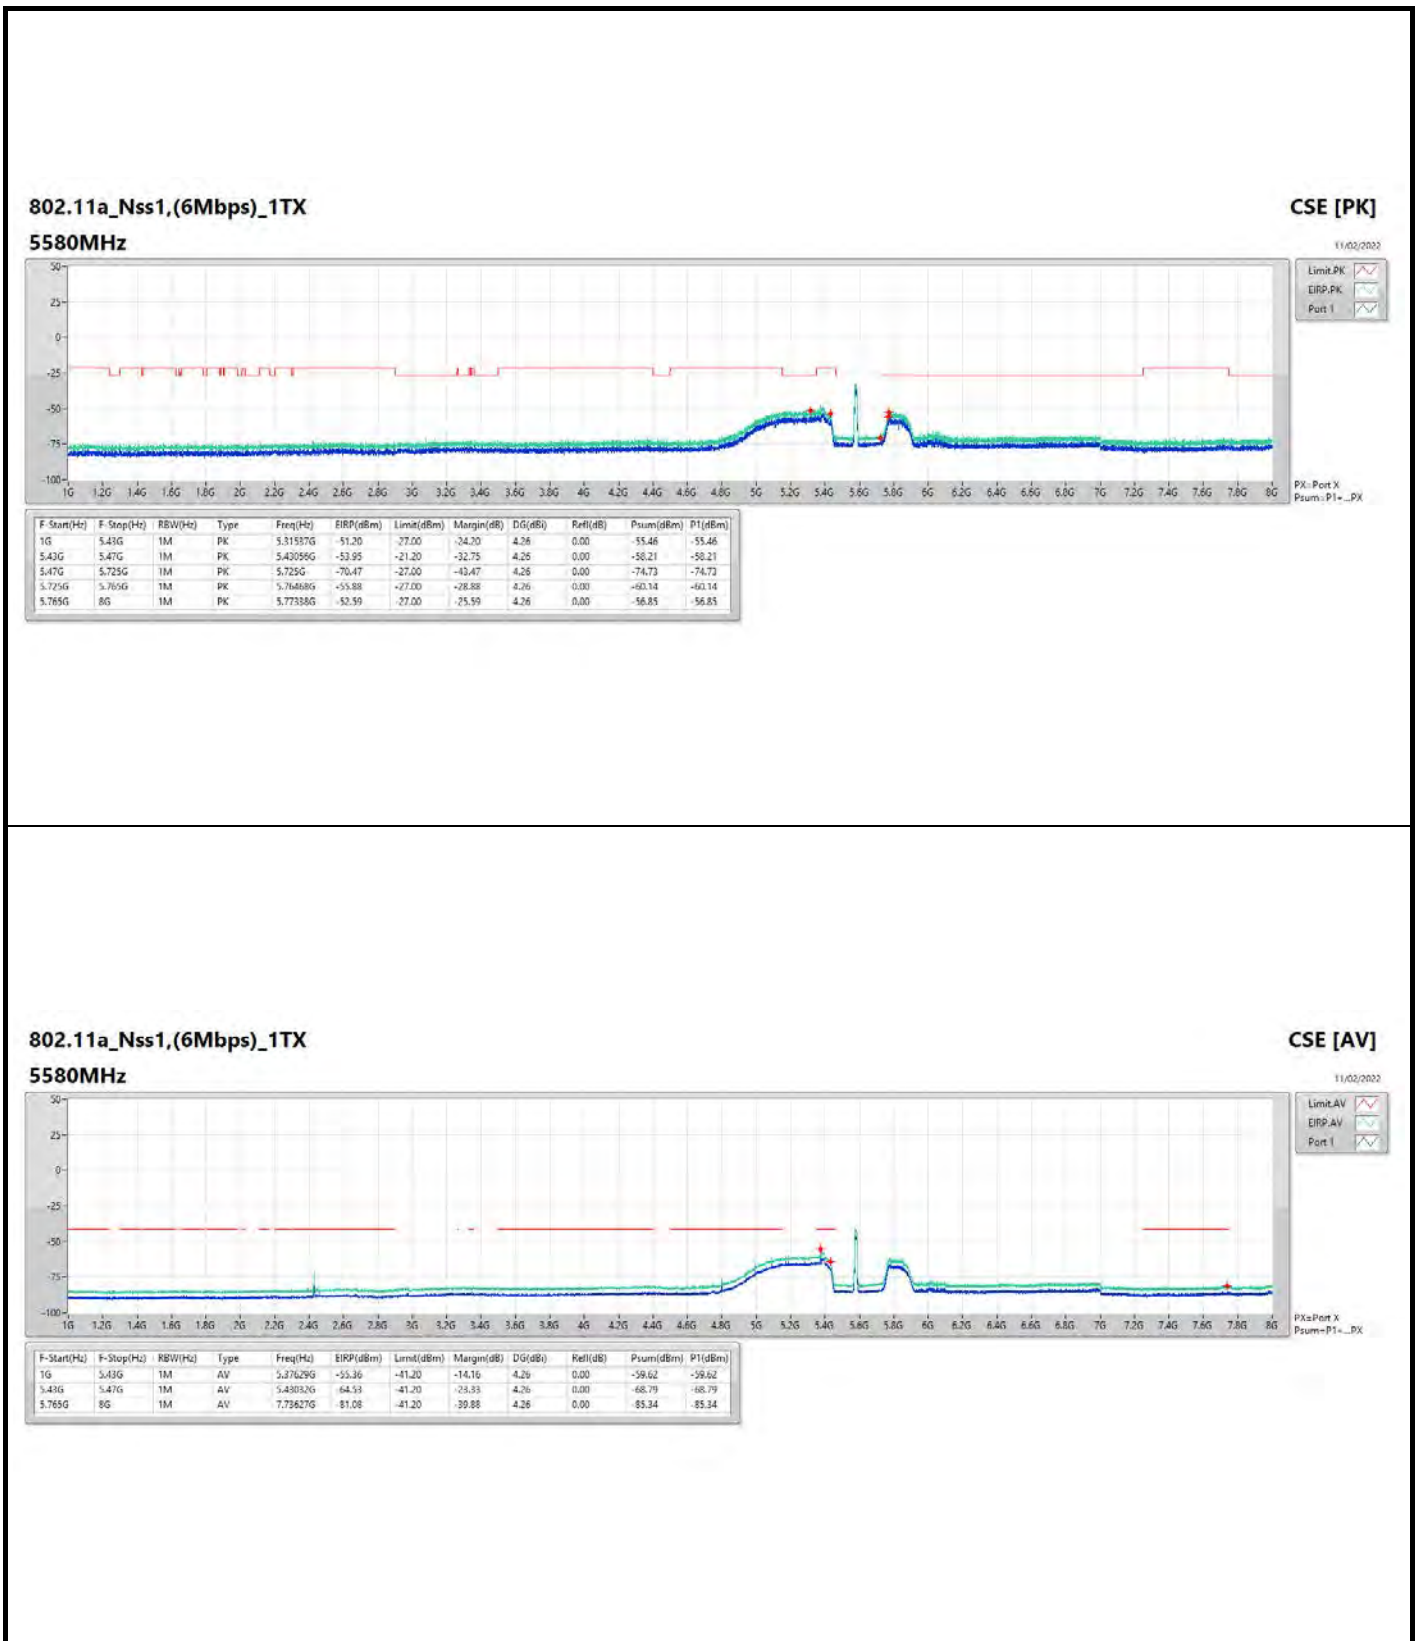 802.11a_Nss1,(6Mbps)_1TX
CSE [PK]
5580MHz
11/02/2022
50
25
0
-25
-50
-75
-100
1G 1.2G 1.4G 1.6G 1.8G 2G 2.2G 2.4G 2.6G 2.8G 3G 3.2G 3.4G 3.6G 3.8G 4G 4.2G 4.4G 4.6G 4.8G 5G 5.2G 5.4G 5.6G 5.8G 6G 6.2G 6.4G 6.6G 6.8G 7G 7.2G 7.4G 7.6G 7.8G 8G
Limit.PK
EIRP.PK
Port 1
PX=Port X
Psum=P1+...PX
F-Start(Hz) F-Stop(Hz) RBW(Hz) Type Freq(Hz) EIRP(dBm) Limit(dBm) Margin(dB) DG(dBi) Refl(dB) Psum(dBm) P1(dBm)
1G 5.43G 1M PK 5.31537G -51.20 -27.00 -24.20 4.26 0.00 -55.46 -55.46
5.43G 5.47G 1M PK 5.43056G -53.95 -21.20 -32.75 4.26 0.00 -58.21 -58.21
5.47G 5.725G 1M PK 5.725G -70.47 -27.00 -43.47 4.26 0.00 -74.73 -74.73
5.725G 5.765G 1M PK 5.76468G -55.88 -27.00 -28.88 4.26 0.00 -60.14 -60.14
5.765G 8G 1M PK 5.77338G -52.59 -27.00 -25.59 4.26 0.00 -56.85 -56.85
802.11a_Nss1,(6Mbps)_1TX
CSE [AV]
5580MHz
11/02/2022
50
25
0
-25
-50
-75
-100
1G 1.2G 1.4G 1.6G 1.8G 2G 2.2G 2.4G 2.6G 2.8G 3G 3.2G 3.4G 3.6G 3.8G 4G 4.2G 4.4G 4.6G 4.8G 5G 5.2G 5.4G 5.6G 5.8G 6G 6.2G 6.4G 6.6G 6.8G 7G 7.2G 7.4G 7.6G 7.8G 8G
Limit.AV
EIRP.AV
Port 1
PX=Port X
Psum=P1+...PX
F-Start(Hz) F-Stop(Hz) RBW(Hz) Type Freq(Hz) EIRP(dBm) Limit(dBm) Margin(dB) DG(dBi) Refl(dB) Psum(dBm) P1(dBm)
1G 5.43G 1M AV 5.37629G -55.36 -41.20 -14.16 4.26 0.00 -59.62 -59.62
5.43G 5.47G 1M AV 5.43032G -64.53 -41.20 -23.33 4.26 0.00 -68.79 -68.79
5.765G 8G 1M AV 7.73627G -81.08 -41.20 -39.88 4.26 0.00 -85.34 -85.34